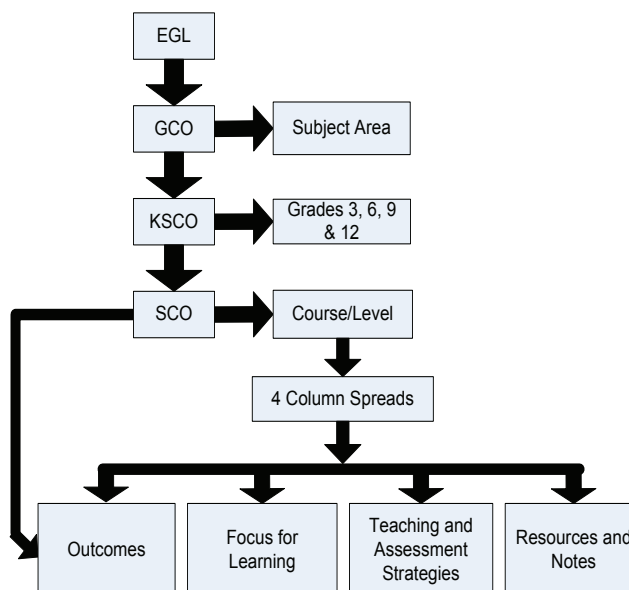 EGL
GCO
Subject Area
KSCO
Grades 3, 6, 9
& 12
SCO
Course/Level
4 Column Spreads
Outcomes
Focus for
Learning
Teaching and
Assessment
Strategies
Resources and
Notes